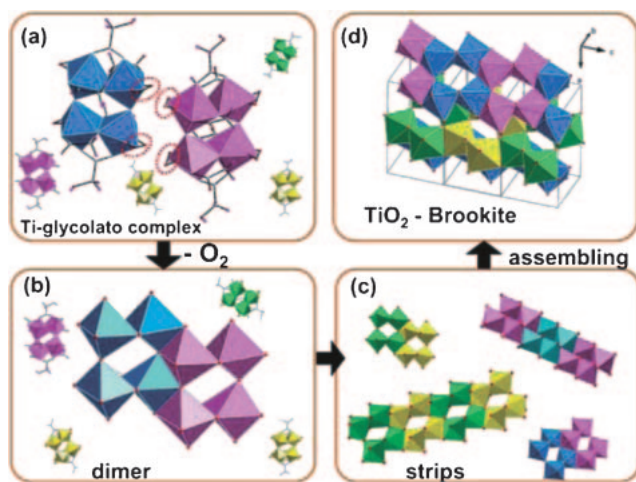 (a)
Ti-glycolato complex
- O2
(b)
dimer
(c)
strips
assembling
(d)
TiO2 - Brookite